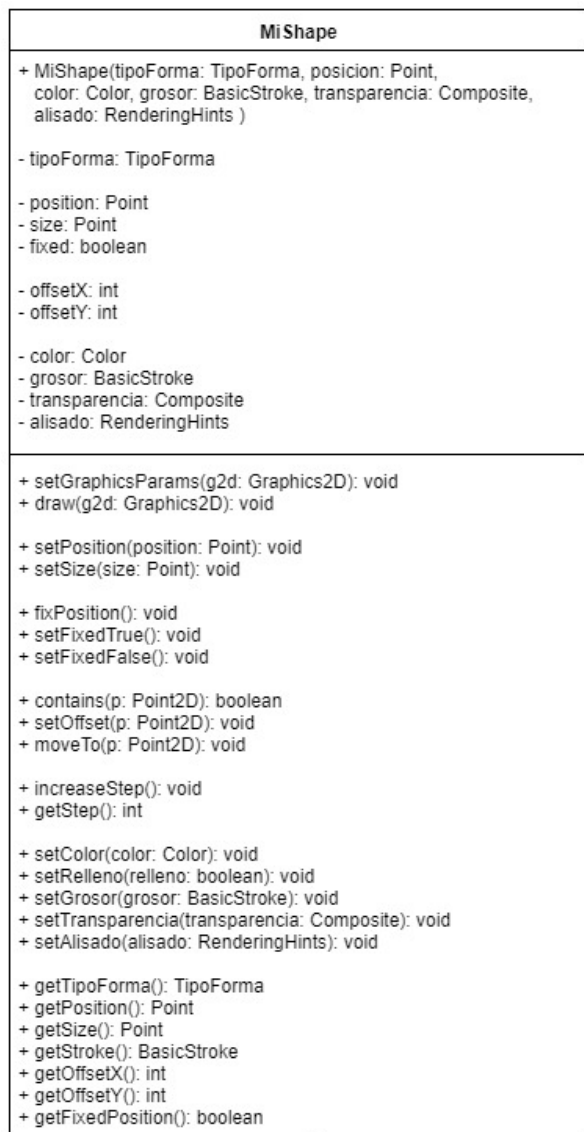 MiShape
+ MiShape(tipoForma: TipoForma, posicion: Point,
color: Color, grosor: BasicStroke, transparencia: Composite,
alisado: RenderingHints )
- tipoForma: TipoForma
- position: Point
- size: Point
- fixed: boolean
- offsetX: int
- offsetY: int
- color: Color
- grosor: BasicStroke
- transparencia: Composite
- alisado: RenderingHints
+ setGraphicsParams(g2d: Graphics2D): void
+ draw(g2d: Graphics2D): void
+ setPosition(position: Point): void
+ setSize(size: Point): void
+ fixPosition(): void
+ setFixedTrue(): void
+ setFixedFalse(): void
+ contains(p: Point2D): boolean
+ setOffset(p: Point2D): void
+ moveTo(p: Point2D): void
+ increaseStep(): void
+ getStep(): int
+ setColor(color: Color): void
+ setRelleno(relleno: boolean): void
+ setGrosor(grosor: BasicStroke): void
+ setTransparencia(transparencia: Composite): void
+ setAlisado(alisado: RenderingHints): void
+ getTipoForma(): TipoForma
+ getPosition(): Point
+ getSize(): Point
+ getStroke(): BasicStroke
+ getOffsetX(): int
+ getOffsetY(): int
+ getFixedPosition(): boolean